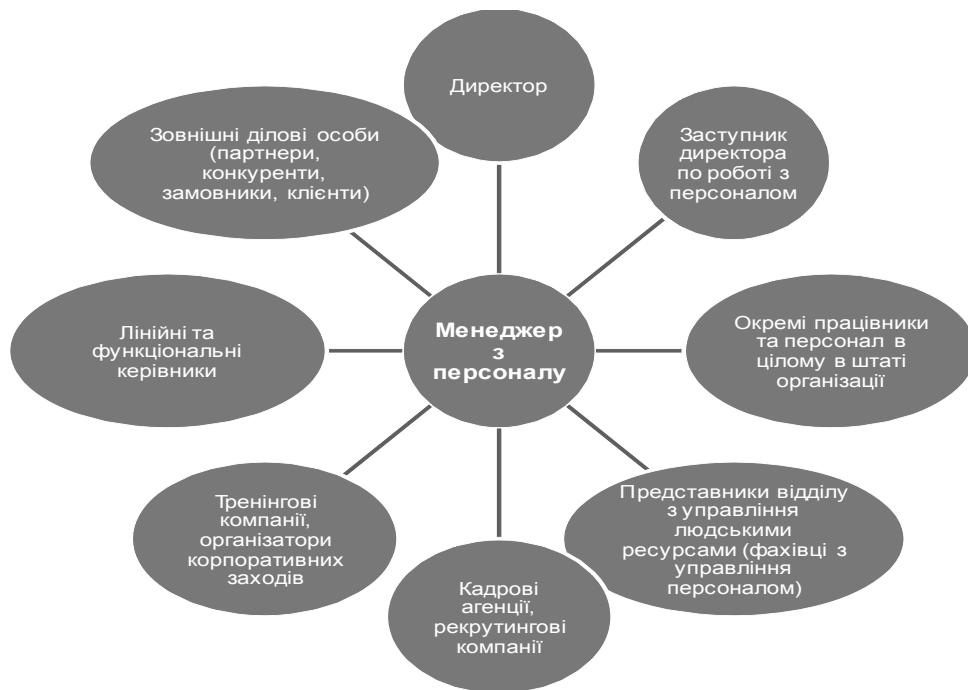 Директор
Зовнішні ділові особи
(партнери,
конкуренти,
замовники, клієнти)
Заступник
директора
по роботі з
персоналом
Лінійні та
функціональні
керівники
Менеджер
з
персоналу
Окремі працівники
та персонал в
цілому в штаті
організації
Тренінгові
компанії,
організатори
корпоративних
заходів
Представники відділу
з управління
людськими
ресурсами (фахівці з
управління
персоналом)
Кадрові
агенції,
рекрутингові
компанії